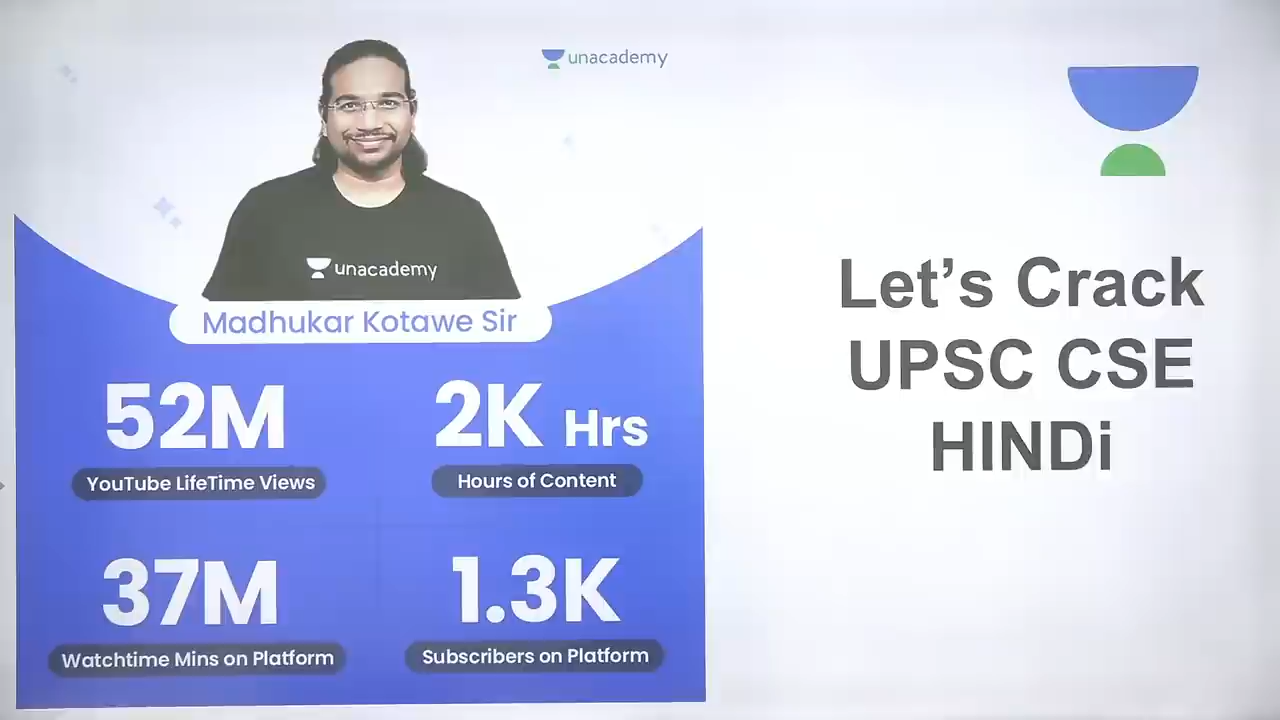 unacademy
unacademy
Madhukar Kotawe Sir
52M
YouTube LifeTime Views
2K Hrs
Hours of Content
37M
Watchtime Mins on Platform
1.3K
Subscribers on Platform
Let’s Crack
UPSC CSE
HINDi